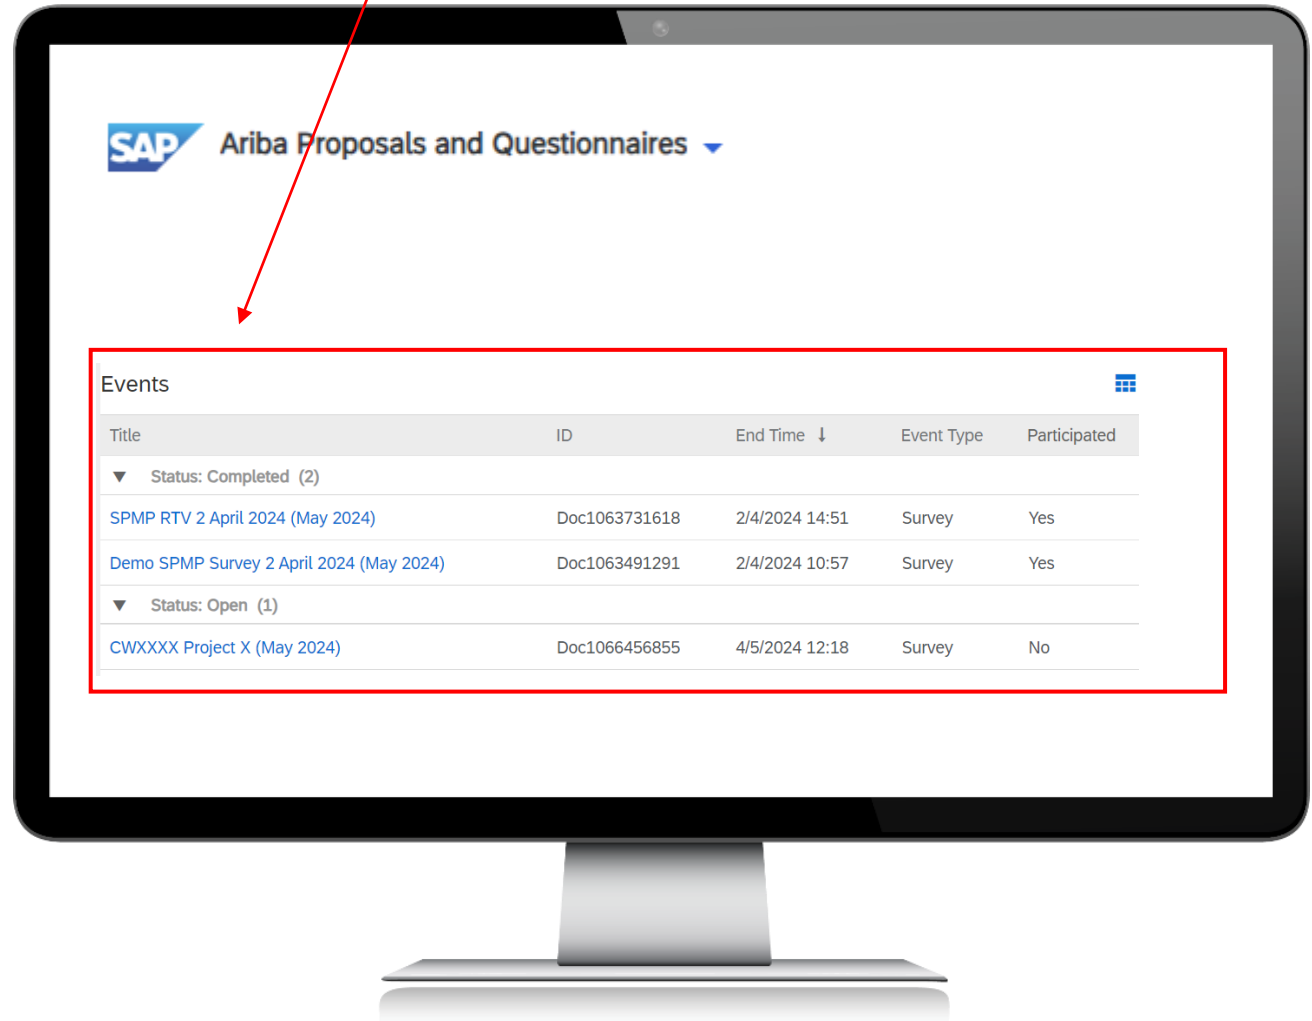 SAP Ariba Proposals and Questionnaires
Events
Title ID End Time ↓ Event Type Participated
▼ Status: Completed (2)
SPMP RTV 2 April 2024 (May 2024) Doc1063731618 2/4/2024 14:51 Survey Yes
Demo SPMP Survey 2 April 2024 (May 2024) Doc1063491291 2/4/2024 10:57 Survey Yes
▼ Status: Open (1)
CWXXXX Project X (May 2024) Doc1066456855 4/5/2024 12:18 Survey No